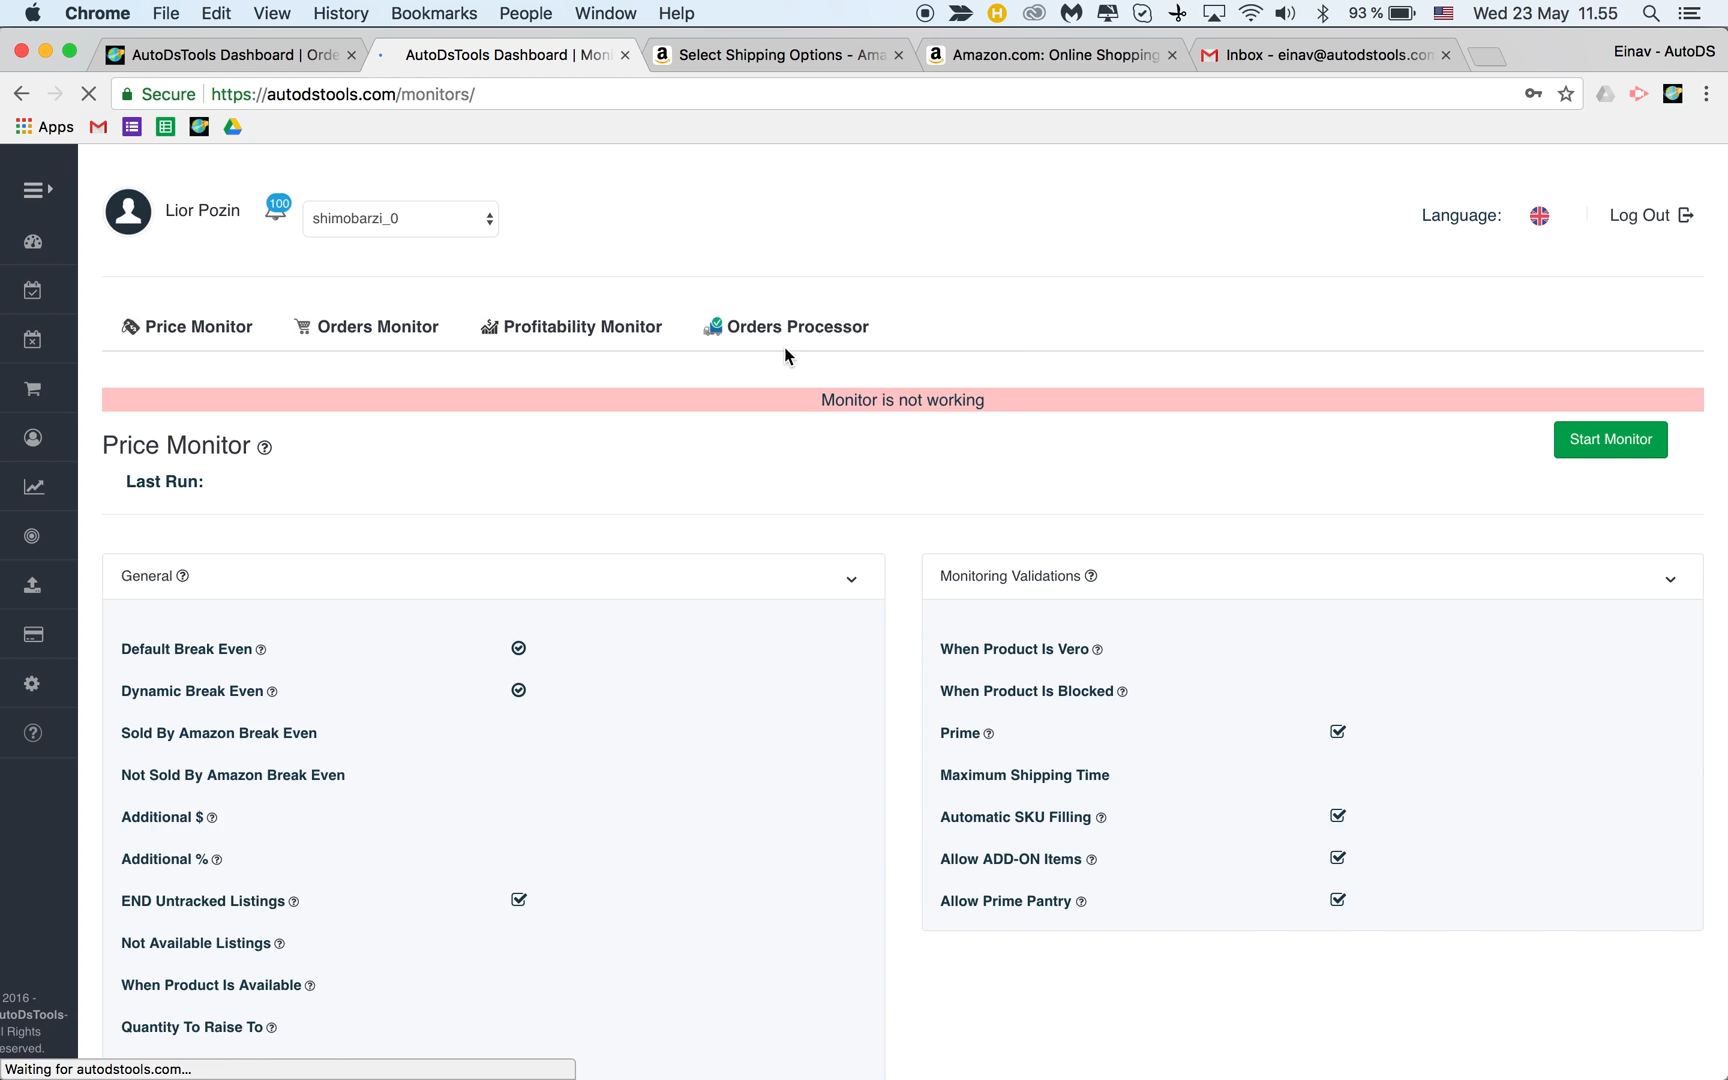 Chrome File Edit View History Bookmarks People Window Help 93 % Wed 23 May 11.55
AutoDsTools Dashboard | Orde
AutoDsTools Dashboard | Moni
Select Shipping Options - Ama
Amazon.com: Online Shopping
Inbox - einav@autodstools.com
Einav - AutoDS
Secure https://autodstools.com/monitors/
Apps
Lior Pozin 100 shimobarzi_0 Language: Log Out
Price Monitor Orders Monitor Profitability Monitor Orders Processor
Monitor is not working
Price Monitor ?
Start Monitor
Last Run:
General ?
Default Break Even ?
Dynamic Break Even ?
Sold By Amazon Break Even
Not Sold By Amazon Break Even
Additional $ ?
Additional % ?
END Untracked Listings ?
Not Available Listings ?
When Product Is Available ?
Quantity To Raise To ?
Monitoring Validations ?
When Product Is Vero ?
When Product Is Blocked ?
Prime ?
Maximum Shipping Time
Automatic SKU Filling ?
Allow ADD-ON Items ?
Allow Prime Pantry ?
2016 -
utoDsTools-
l Rights
eserved.
Waiting for autodstools.com...